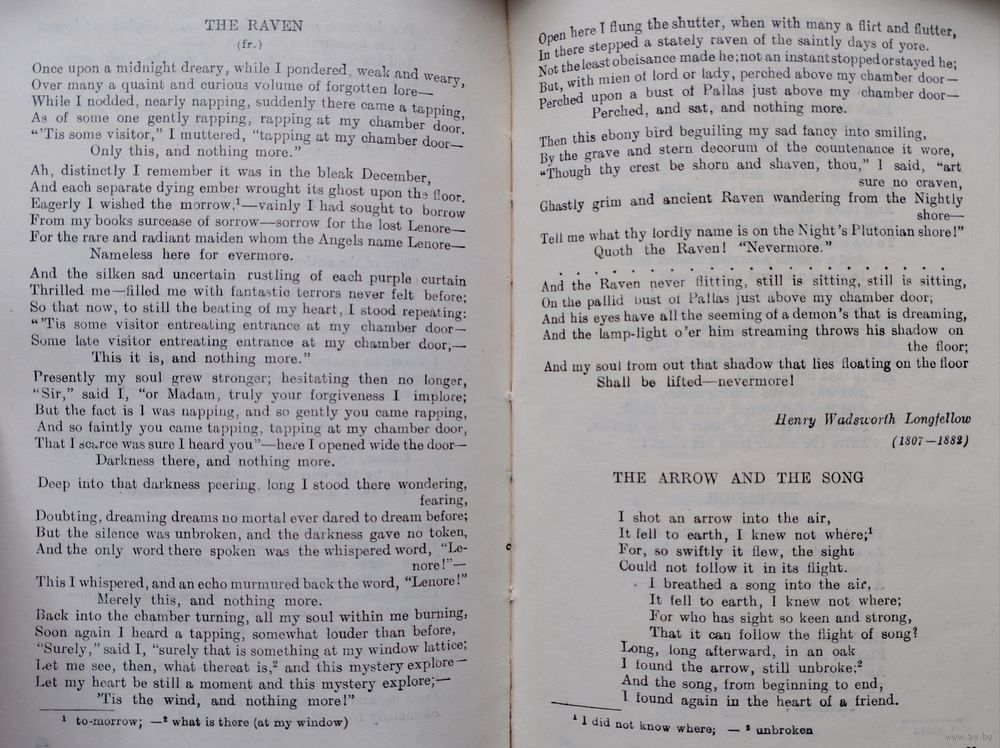 THE RAVEN
(fr.)
Once upon a midnight dreary, while I pondered, weak and weary,
Over many a quaint and curious volume of forgotten lore—
While I nodded, nearly napping, suddenly there came a tapping,
As of some one gently rapping, rapping at my chamber door.
“’Tis some visitor,” I muttered, “tapping at my chamber door—
Only this, and nothing more.”
Ah, distinctly I remember it was in the bleak December,
And each separate dying ember wrought its ghost upon the floor.
Eagerly I wished the morrow,¹—vainly I had sought to borrow
From my books surcease of sorrow—sorrow for the lost Lenore—
For the rare and radiant maiden whom the Angels name Lenore—
Nameless here for evermore.
And the silken sad uncertain rustling of each purple curtain
Thrilled me—filled me with fantastic terrors never felt before;
So that now, to still the beating of my heart, I stood repeating:
“’Tis some visitor entreating entrance at my chamber door—
Some late visitor entreating entrance at my chamber door;—
This it is, and nothing more.”
Presently my soul grew stronger; hesitating then no longer,
“Sir,” said I, “or Madam, truly your forgiveness I implore;
But the fact is I was napping, and so gently you came rapping,
And so faintly you came tapping, tapping at my chamber door,
That I scarce was sure I heard you”—here I opened wide the door—
Darkness there, and nothing more.
Deep into that darkness peering, long I stood there wondering,
fearing,
Doubting, dreaming dreams no mortal ever dared to dream before;
But the silence was unbroken, and the darkness gave no token,
And the only word there spoken was the whispered word, “Le-
nore!”—
This I whispered, and an echo murmured back the word, “Lenore!”
Merely this, and nothing more.
Back into the chamber turning, all my soul within me burning,
Soon again I heard a tapping, somewhat louder than before,
“Surely,” said I, “surely that is something at my window lattice;
Let me see, then, what thereat is,² and this mystery explore—
Let my heart be still a moment and this mystery explore;—
’Tis the wind, and nothing more!”
¹ to-morrow; —² what is there (at my window)
Open here I flung the shutter, when with many a flirt and flutter,
In there stepped a stately raven of the saintly days of yore.
Not the least obeisance made he; not an instant stopped or stayed he;
But, with mien of lord or lady, perched above my chamber door—
Perched upon a bust of Pallas just above my chamber door—
Perched, and sat, and nothing more.
Then this ebony bird beguiling my sad fancy into smiling,
By the grave and stern decorum of the countenance it wore,
“Though thy crest be shorn and shaven, thou,” I said, “art
sure no craven,
Ghastly grim and ancient Raven wandering from the Nightly
shore—
Tell me what thy lordly name is on the Night’s Plutonian shore!”
Quoth the Raven! “Nevermore.”
. . . . . . . . . . . . . . . . . . .
And the Raven never flitting, still is sitting, still is sitting,
On the pallid bust of Pallas just above my chamber door;
And his eyes have all the seeming of a demon’s that is dreaming,
And the lamp-light o’er him streaming throws his shadow on
the floor;
And my soul from out that shadow that lies floating on the floor
Shall be lifted—nevermore!
Henry Wadsworth Longfellow
(1807—1882)
THE ARROW AND THE SONG
I shot an arrow into the air,
It fell to earth, I knew not where;¹
For, so swiftly it flew, the sight
Could not follow it in its flight.
I breathed a song into the air,
It fell to earth, I knew not where;
For who has sight so keen and strong,
That it can follow the flight of song?
Long, long afterward, in an oak
I found the arrow, still unbroke;²
And the song, from beginning to end,
I found again in the heart of a friend.
¹ I did not know where; —² unbroken
www.ay.by